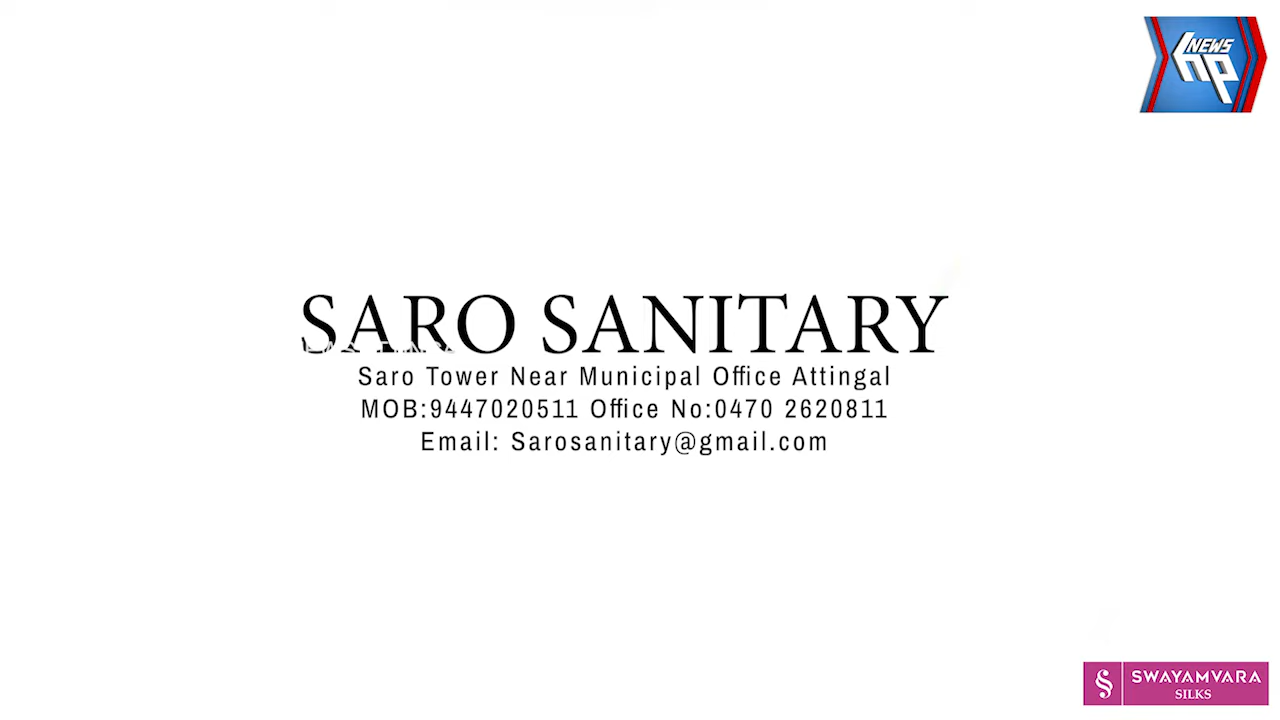 NEWS
hp
SARO SANITARY
Saro Tower Near Municipal Office Attingal
MOB:9447020511 Office No:0470 2620811
Email: Sarosanitary@gmail.com
SWAYAMVARA
SILKS